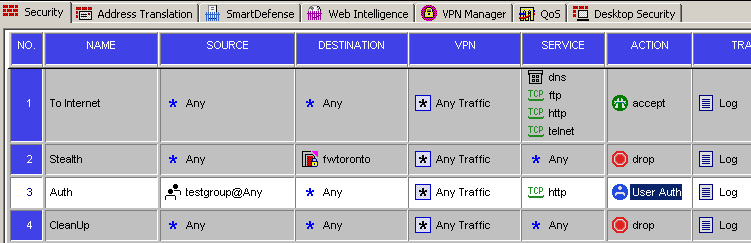 Security Address Translation SmartDefense Web Intelligence VPN Manager QoS Desktop Security
NO. NAME SOURCE DESTINATION VPN SERVICE ACTION TRA
1 To Internet * Any * Any * Any Traffic dns accept Log
TCP ftp
TCP http
TCP telnet
2 Stealth * Any fwtoronto * Any Traffic * Any drop Log
3 Auth testgroup@Any * Any * Any Traffic TCP http User Auth Log
4 CleanUp * Any * Any * Any Traffic * Any drop Log